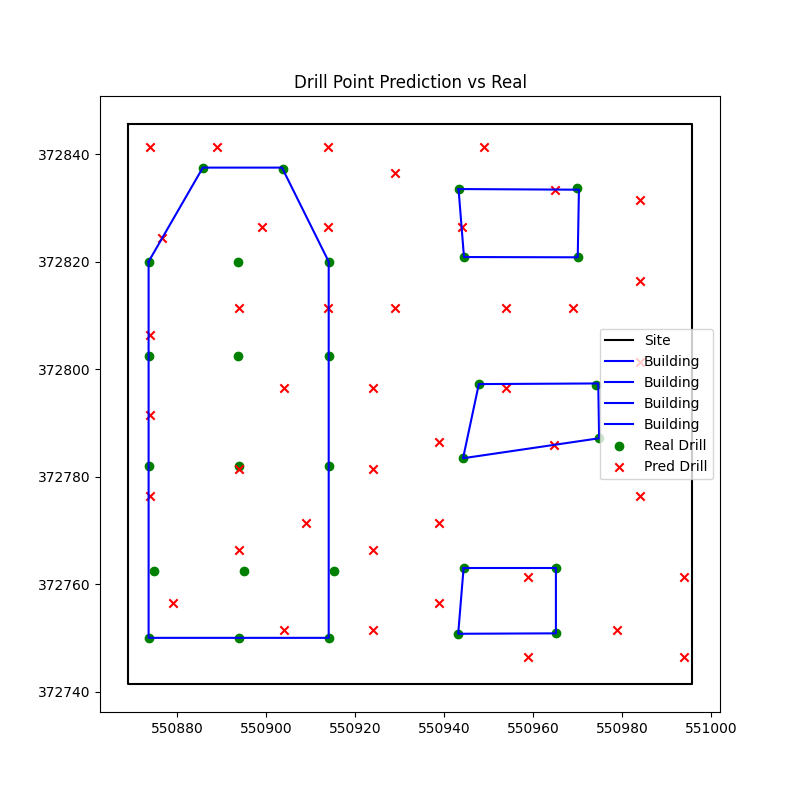 Drill Point Prediction vs Real
372840
372820
372800
372780
372760
372740
Site
Building
Building
Building
Building
Real Drill
Pred Drill
550880 550900 550920 550940 550960 550980 551000